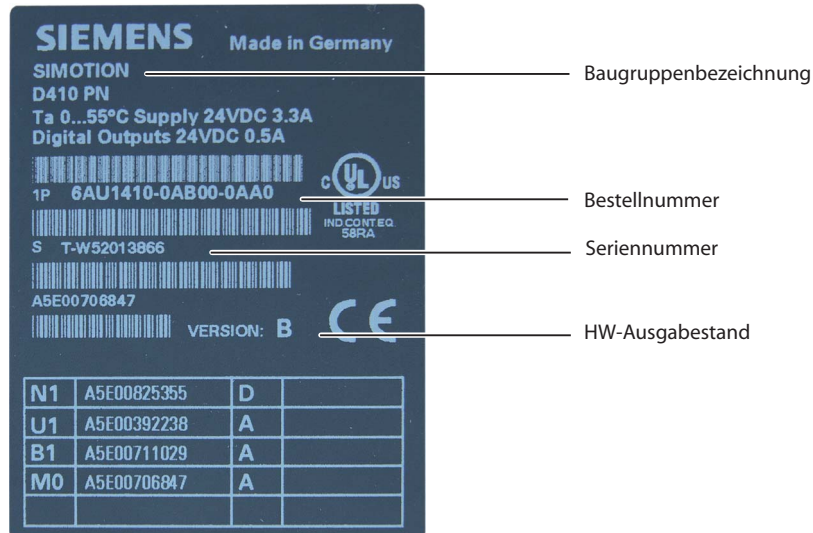 SIEMENS Made in Germany
SIMOTION
Baugruppenbezeichnung
D410 PN
Ta 0...55°C Supply 24VDC 3.3A
Digital Outputs 24VDC 0.5A
C UL US
LISTED
IND CONT EQ.
58RA
1P 6AU1410-0AB00-0AA0
Bestellnummer
S T-W52013866
Seriennummer
A5E00706847
VERSION: B CE
HW-Ausgabestand
N1 A5E00825355 D
U1 A5E00392238 A
B1 A5E00711029 A
M0 A5E00706847 A